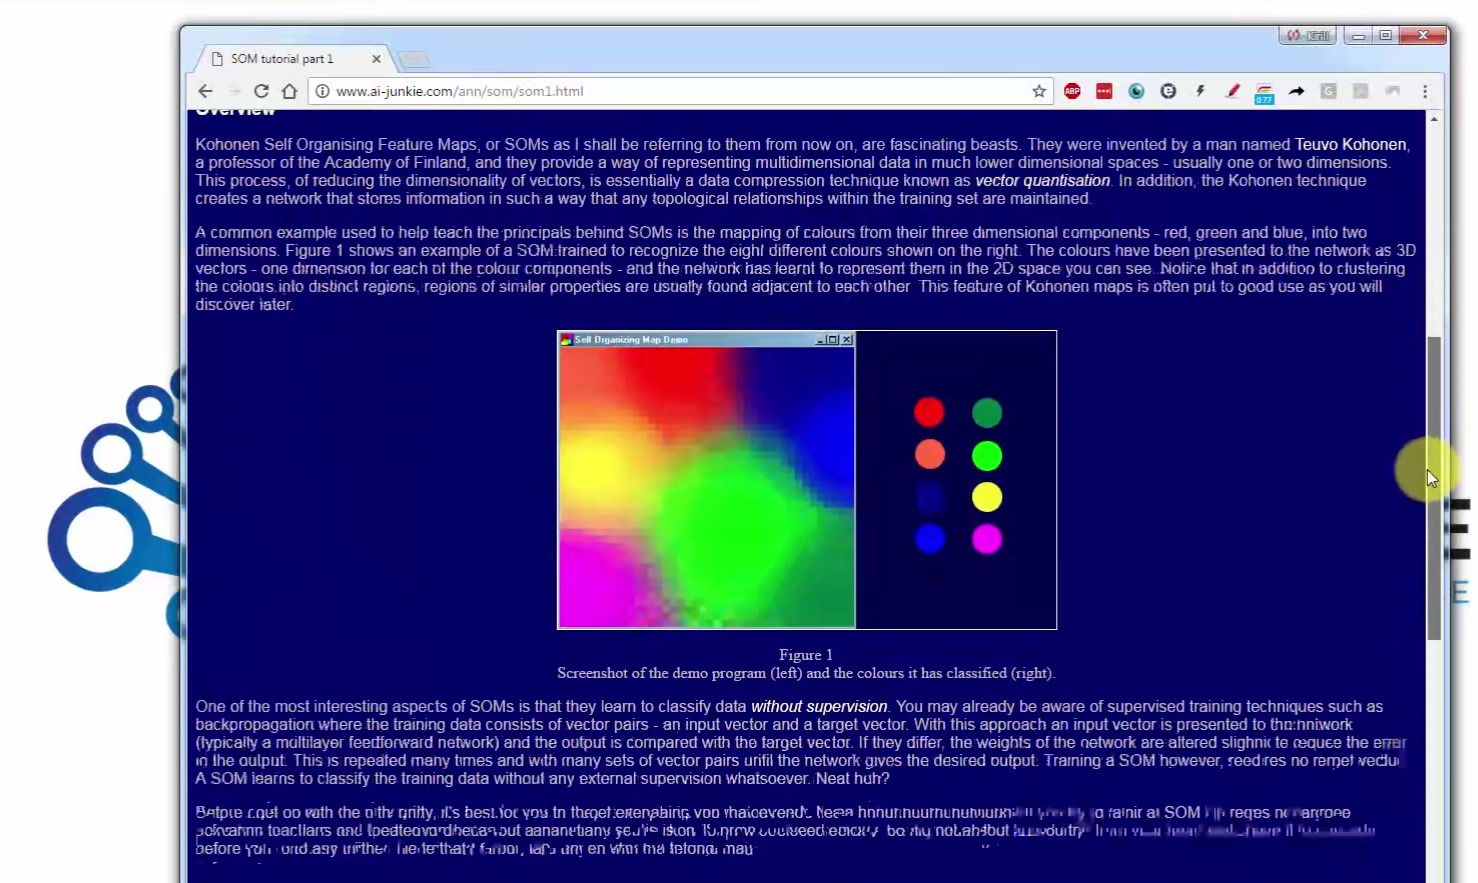 Kirill
SOM tutorial part 1
www.ai-junkie.com/ann/som/som1.html
ABP
0.77
G
Overview
Kohonen Self Organising Feature Maps, or SOMs as I shall be referring to them from now on, are fascinating beasts. They were invented by a man named Teuvo Kohonen,
a professor of the Academy of Finland, and they provide a way of representing multidimensional data in much lower dimensional spaces - usually one or two dimensions.
This process, of reducing the dimensionality of vectors, is essentially a data compression technique known as vector quantisation. In addition, the Kohonen technique
creates a network that stores information in such a way that any topological relationships within the training set are maintained.
A common example used to help teach the principals behind SOMs is the mapping of colours from their three dimensional components - red, green and blue, into two
dimensions. Figure 1 shows an example of a SOM trained to recognize the eight different colours shown on the right. The colours have been presented to the network as 3D
vectors - one dimension for each of the colour components - and the network has learnt to represent them in the 2D space you can see. Notice that in addition to clustering
the colours into distinct regions, regions of similar properties are usually found adjacent to each other. This feature of Kohonen maps is often put to good use as you will
discover later.
Self Organizing Map Demo
Figure 1
Screenshot of the demo program (left) and the colours it has classified (right).
One of the most interesting aspects of SOMs is that they learn to classify data without supervision. You may already be aware of supervised training techniques such as
backpropagation where the training data consists of vector pairs - an input vector and a target vector. With this approach an input vector is presented to the
(typically a multilayer feedforward network) and the output is compared with the target vector. If they differ, the weights of the network are altered to reduce the error
in the output. This is repeated many times and with many sets of vector pairs until the network gives the desired output. Training a SOM however, no
A SOM learns to classify the training data without any external supervision whatsoever. Neat huh?
it's best for you to SOM
before you
E
E